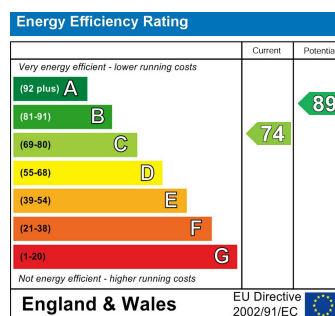 Energy Efficiency Rating
Current Potentia
Very energy efficient - lower running costs
(92 plus) A
(81-91) B
(69-80) C
(55-68) D
(39-54) E
(21-38) F
(1-20) G
74
89
Not energy efficient - higher running costs
England & Wales
EU Directive
2002/91/EC